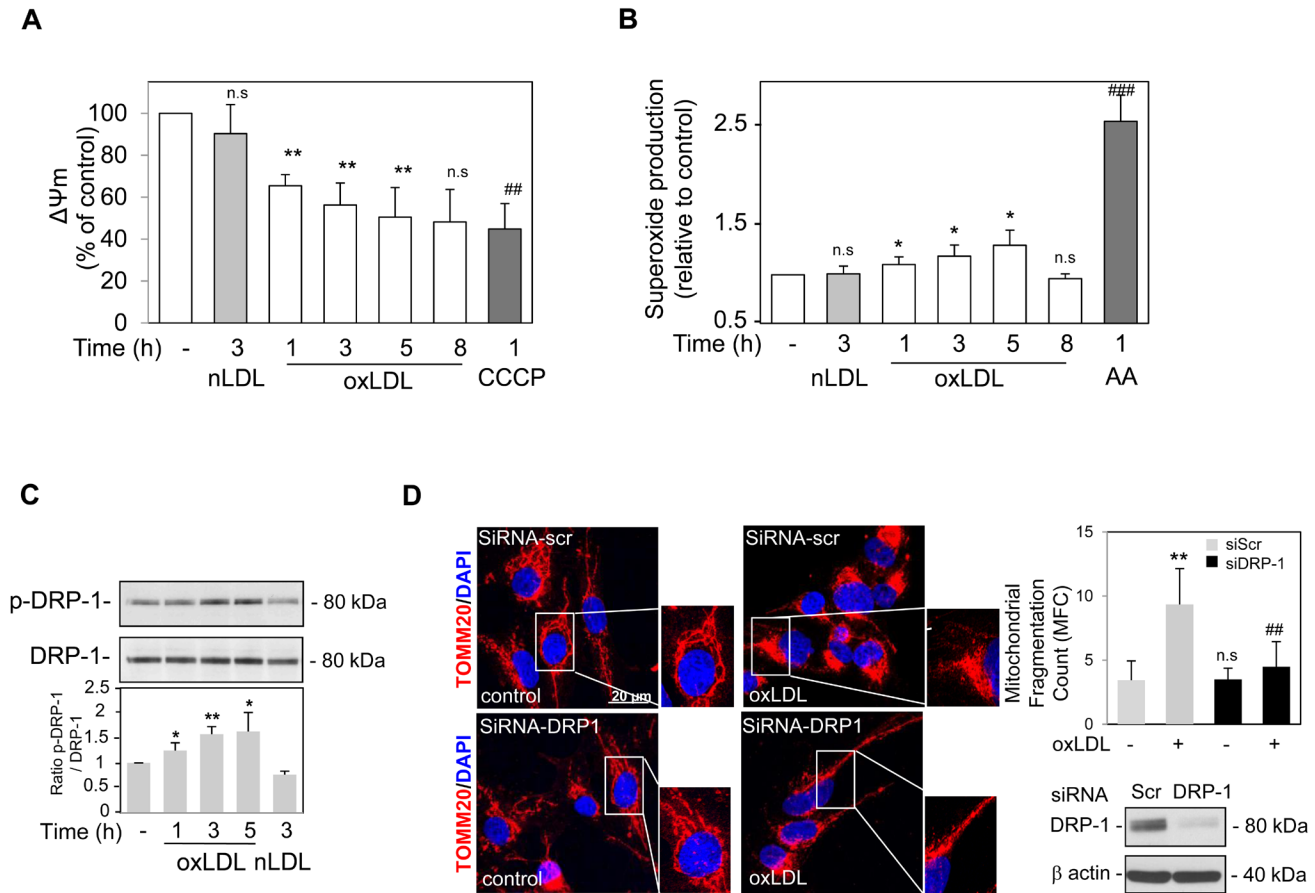 A
ΔΨm
(% of control)
100
80
60
40
20
0
n.s
**
**
**
n.s
##
Time (h) - 3 1 3 5 8 1
nLDL oxLDL CCCP
B
Superoxide production
(relative to control)
2.5
1.5
0.5
n.s
*
*
*
n.s
###
Time (h) - 3 1 3 5 8 1
nLDL oxLDL AA
C
p-DRP-1- - 80 kDa
DRP-1- - 80 kDa
Ratio p-DRP-1
/ DRP-1
2.5
2
1.5
1
0.5
0
*
**
*
Time (h) - 1 3 5 3
oxLDL nLDL
D
TOMM20/DAPI
SiRNA-scr
control
20 µm
SiRNA-scr
oxLDL
TOMM20/DAPI
SiRNA-DRP1
control
SiRNA-DRP1
oxLDL
Mitochondrial
Fragmentation
Count (MFC)
15
10
5
0
siScr
siDRP-1
**
n.s
##
oxLDL - + - +
siRNA Scr DRP-1
DRP-1 - 80 kDa
β actin - 40 kDa